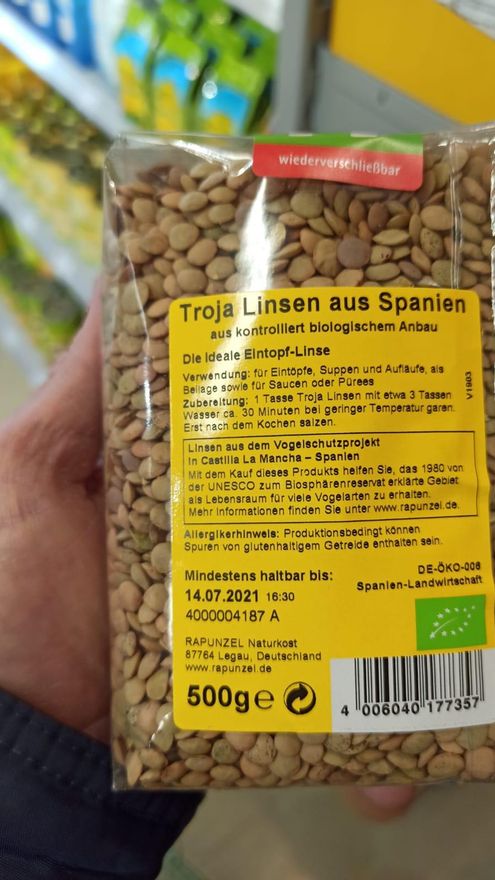 wiederverschließbar
Troja Linsen aus Spanien
aus kontrolliert biologischem Anbau
Die ideale Eintopf-Linse
Verwendung: für Eintöpfe, Suppen und Aufläufe, als
Beilage sowie für Saucen oder Pürees
Zubereitung: 1 Tasse Troja Linsen mit etwa 3 Tassen
Wasser ca. 30 Minuten bei geringer Temperatur garen.
Erst nach dem Kochen salzen.
V1903
Linsen aus dem Vogelschutzprojekt
in Castilla La Mancha – Spanien
Mit dem Kauf dieses Produkts helfen Sie, das 1980 von
der UNESCO zum Biosphärenreservat erklärte Gebiet
als Lebensraum für viele Vogelarten zu erhalten.
Mehr Informationen finden Sie unter www.rapunzel.de.
Allergikerhinweis: Produktionsbedingt können
Spuren von glutenhaltigem Getreide enthalten sein.
Mindestens haltbar bis:
14.07.2021 16:30
4000004187 A
DE-ÖKO-006
Spanien-Landwirtschaft
RAPUNZEL Naturkost
87764 Legau, Deutschland
www.rapunzel.de
500g e
4 006040 177357